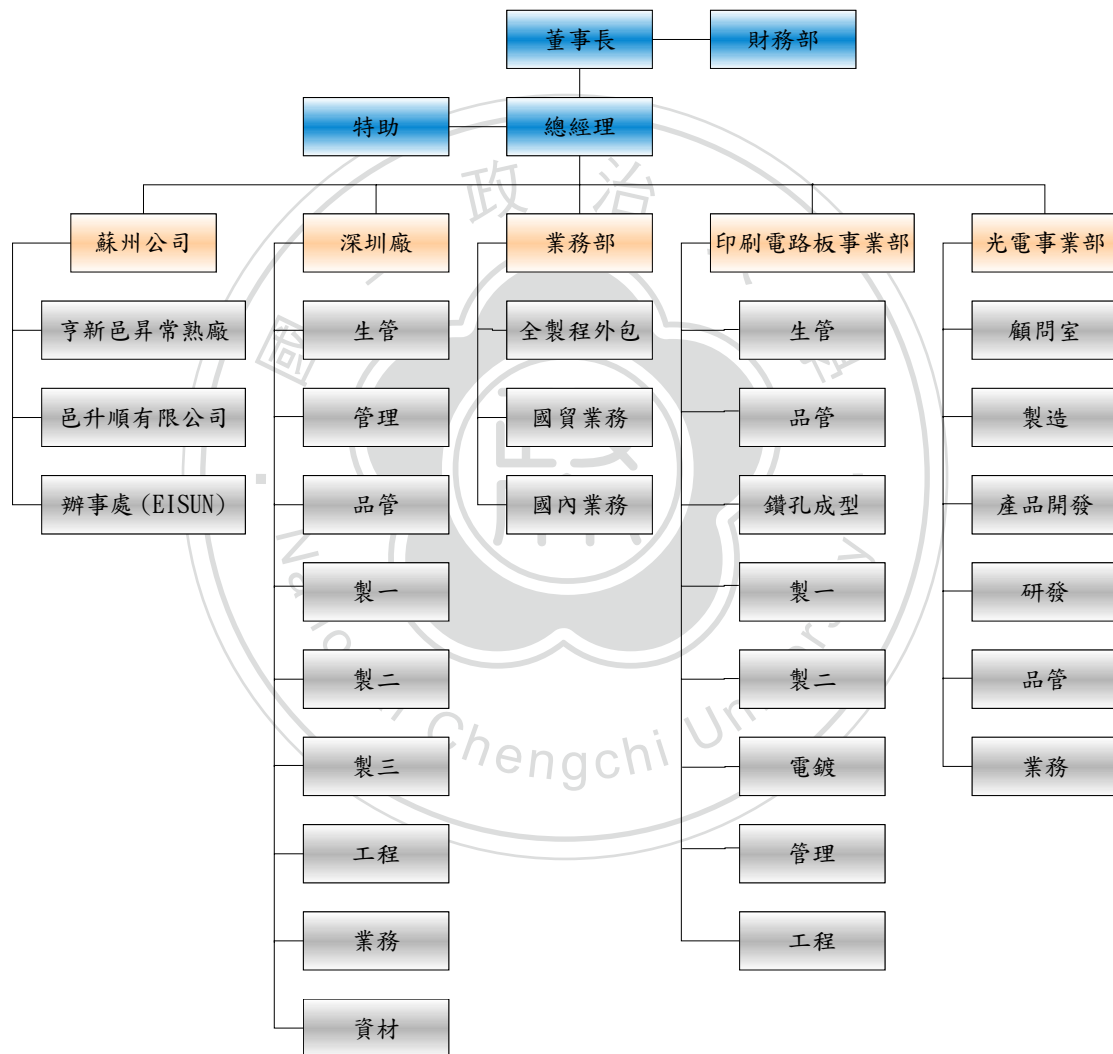 董事長
財務部
特助
總經理
蘇州公司
深圳廠
業務部
印刷電路板事業部
光電事業部
亨新邑昇常熟廠
邑升順有限公司
辦事處(EISUN)
生管
管理
品管
製一
製二
製三
工程
業務
資材
全製程外包
國貿業務
國內業務
生管
品管
鑽孔成型
製一
製二
電鍍
管理
工程
顧問室
製造
產品開發
研發
品管
業務
國
政治
Chengchi